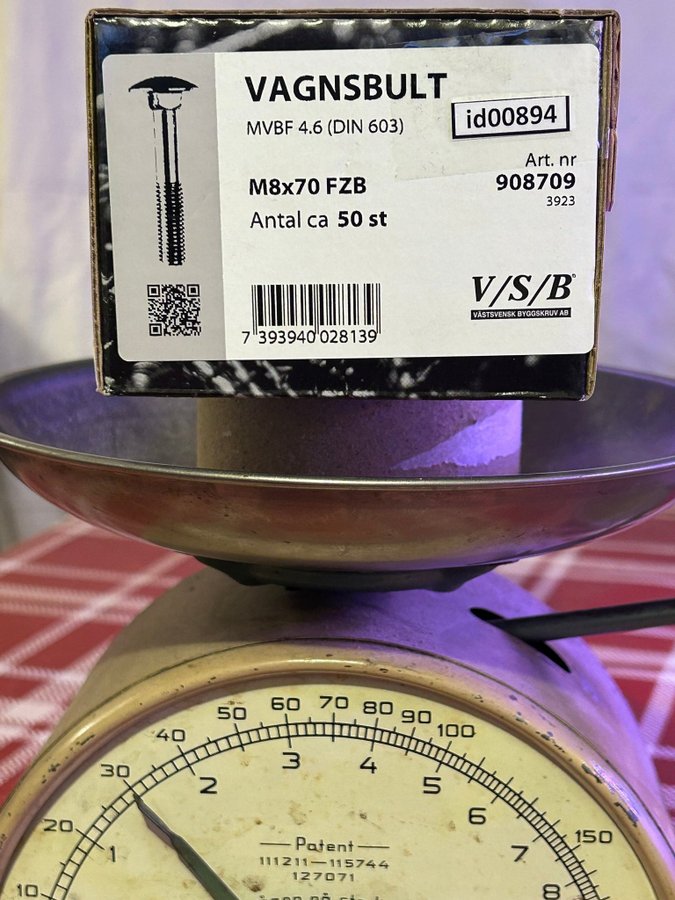 VAGNSBULT
MVBF 4.6 (DIN 603)
id00894
Art. nr
908709
3923
M8x70 FZB
Antal ca 50 st
V/S/B
VÄSTSVENSK BYGGSKRUV AB
7 393940 028139
10 20 30 40 50 60 70 80 90 100 150
1 2 3 4 5 6 7 8
Patent
111211—115744
127071